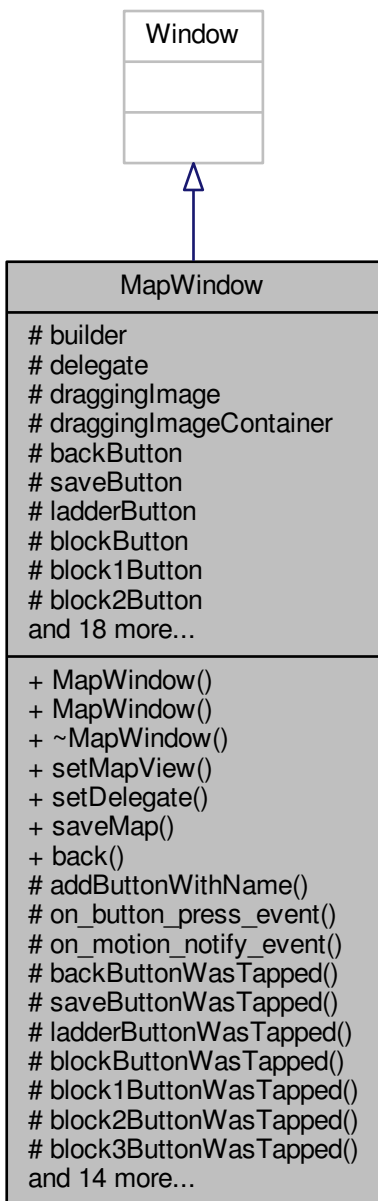 Window
MapWindow
# builder
# delegate
# draggingImage
# draggingImageContainer
# backButton
# saveButton
# ladderButton
# blockButton
# block1Button
# block2Button
and 18 more...
+ MapWindow()
+ MapWindow()
+ ~MapWindow()
+ setMapView()
+ setDelegate()
+ saveMap()
+ back()
# addButtonWithName()
# on_button_press_event()
# on_motion_notify_event()
# backButtonWasTapped()
# saveButtonWasTapped()
# ladderButtonWasTapped()
# blockButtonWasTapped()
# block1ButtonWasTapped()
# block2ButtonWasTapped()
# block3ButtonWasTapped()
and 14 more...